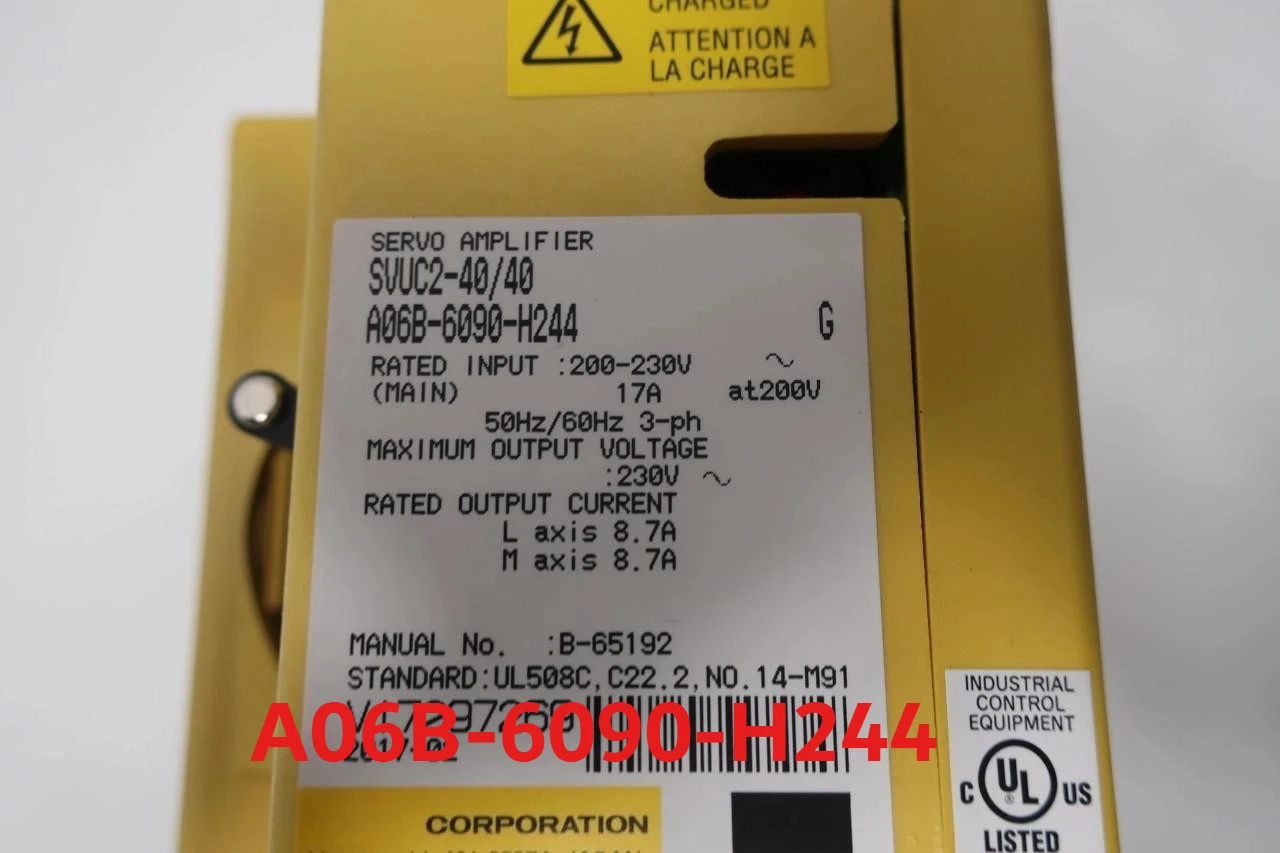 CHARGED
ATTENTION A
LA CHARGE
SERVO AMPLIFIER
SVUC2-40/40
A06B-6090-H244 G
RATED INPUT :200-230V ～
(MAIN) 17A at200V
50Hz/60Hz 3-ph
MAXIMUM OUTPUT VOLTAGE
:230V ～
RATED OUTPUT CURRENT
L axis 8.7A
M axis 8.7A
MANUAL No. :B-65192
STANDARD:UL508C,C22.2,NO.14-M91
A06B-6090-H244
CORPORATION
INDUSTRIAL
CONTROL
EQUIPMENT
C UL ® US
LISTED